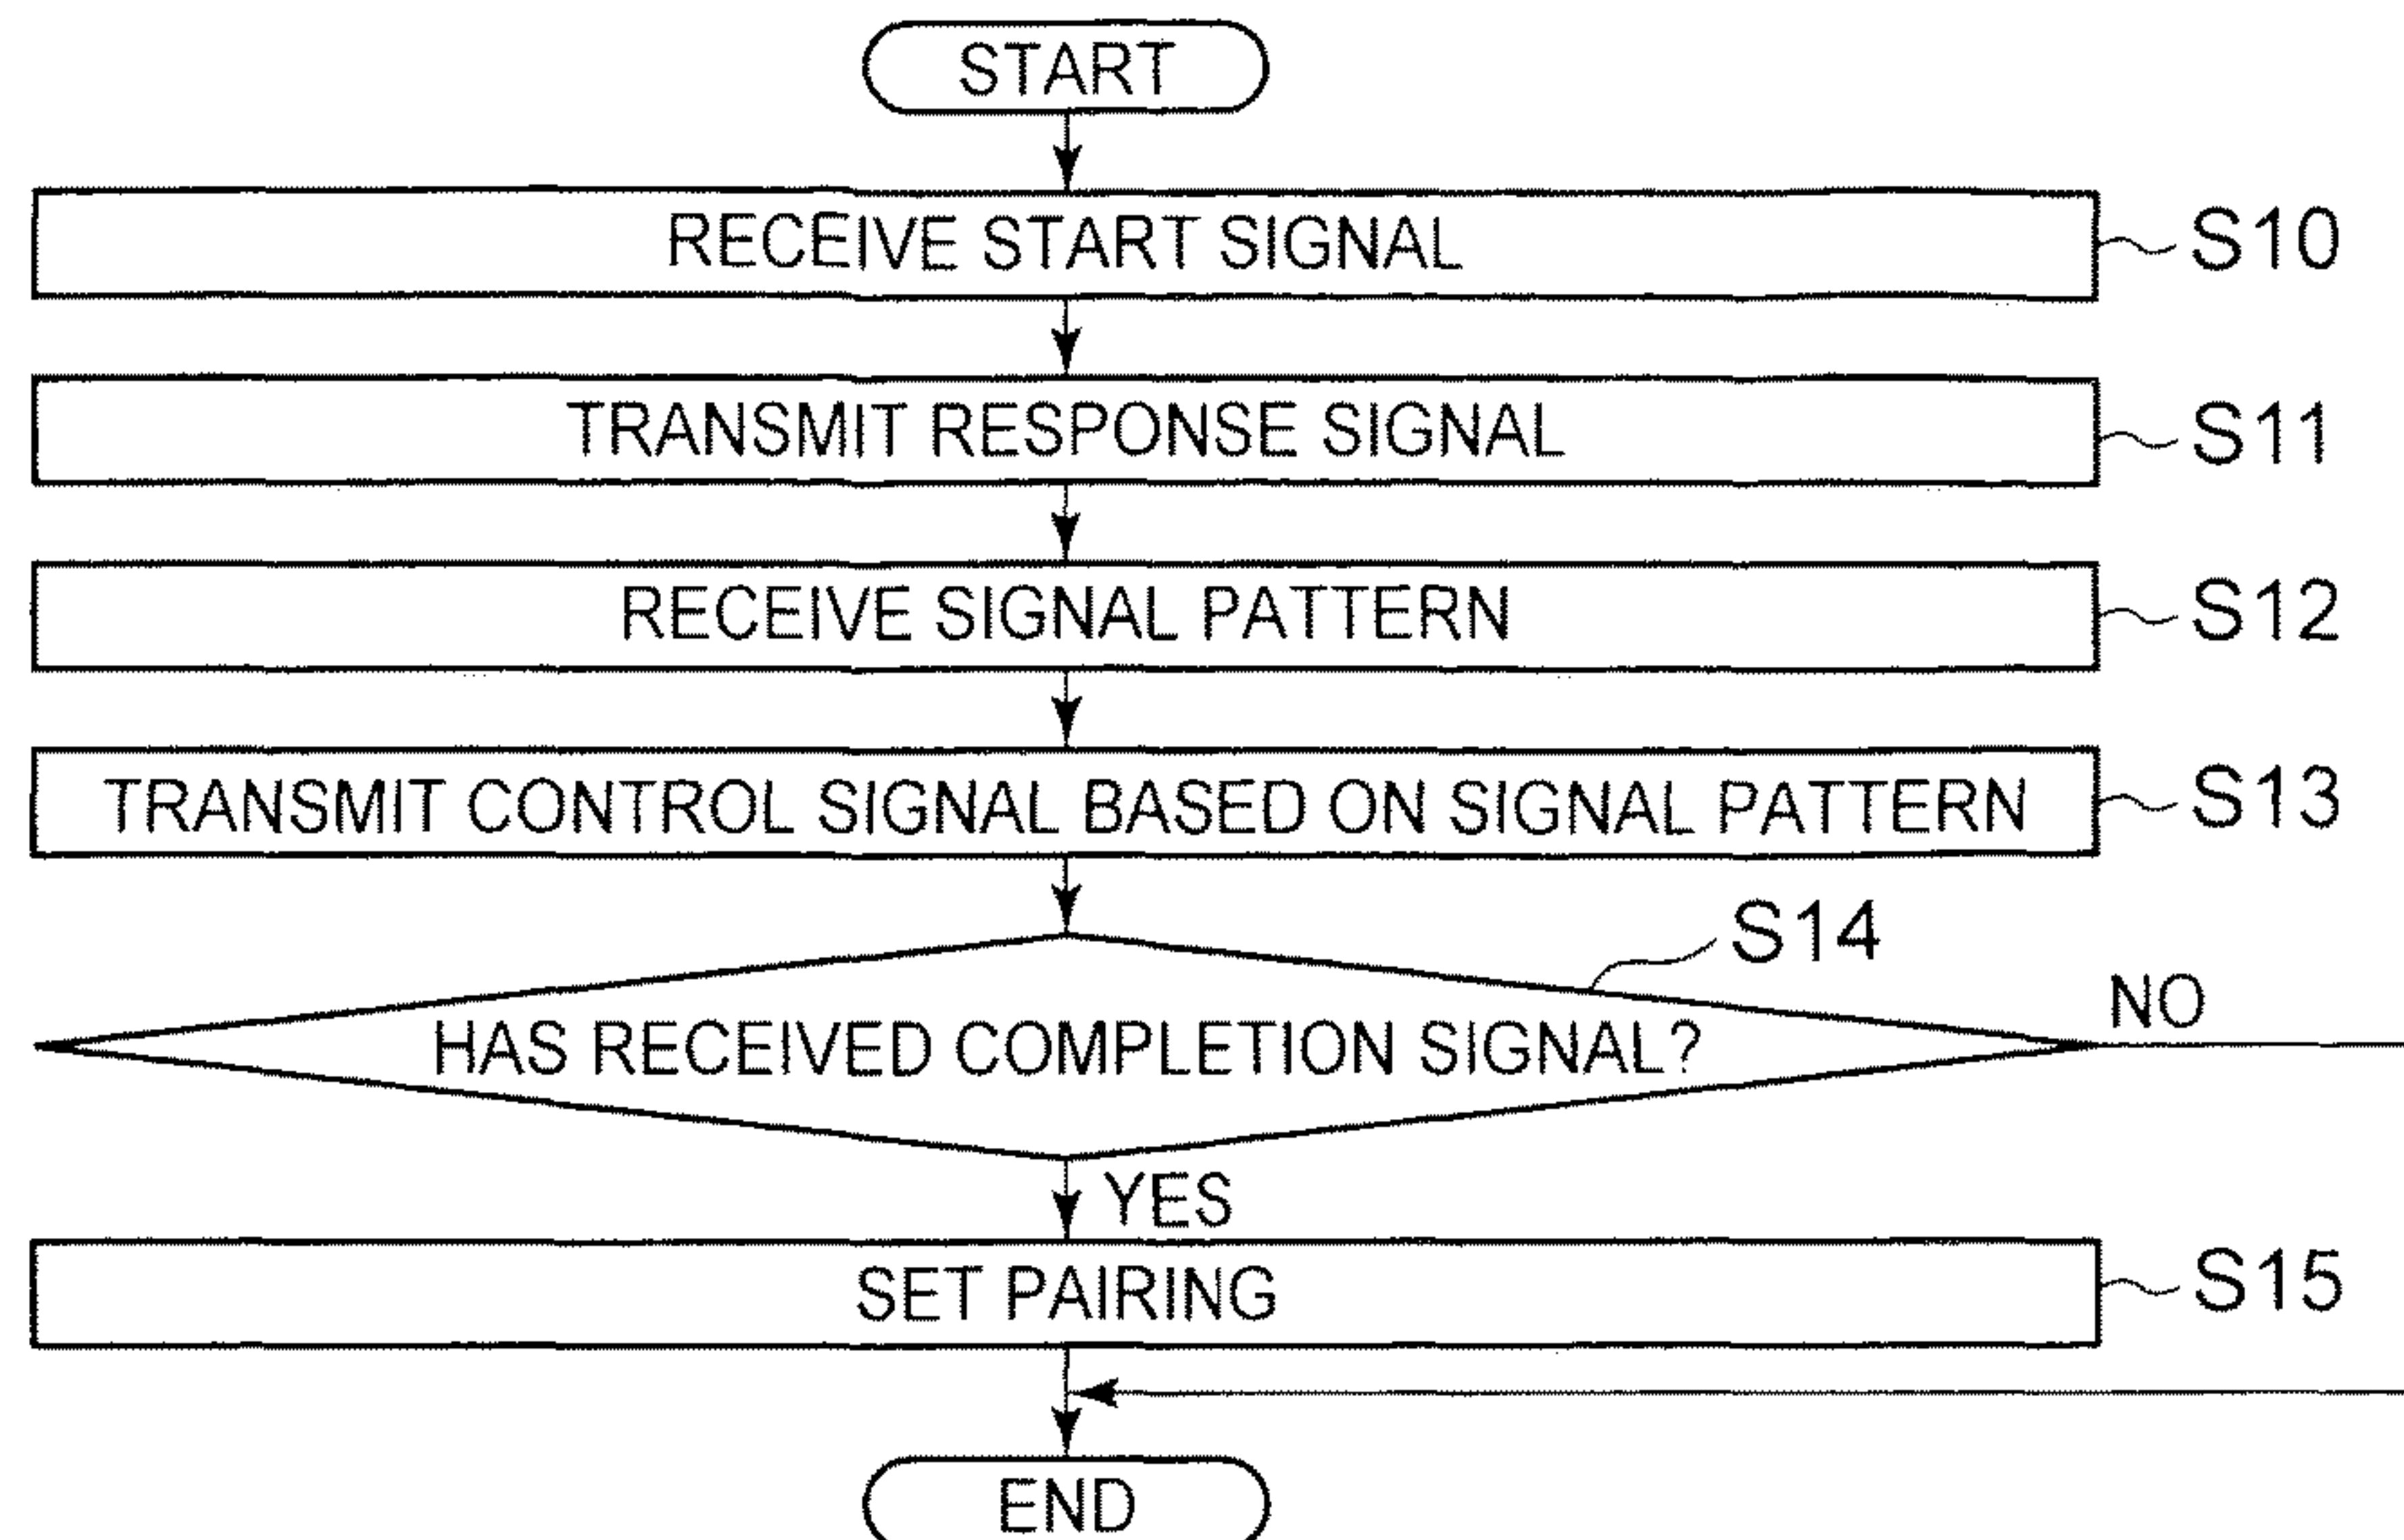 START
RECEIVE START SIGNAL
S10
TRANSMIT RESPONSE SIGNAL
S11
RECEIVE SIGNAL PATTERN
S12
TRANSMIT CONTROL SIGNAL BASED ON SIGNAL PATTERN
S13
S14
HAS RECEIVED COMPLETION SIGNAL?
NO
YES
SET PAIRING
S15
END